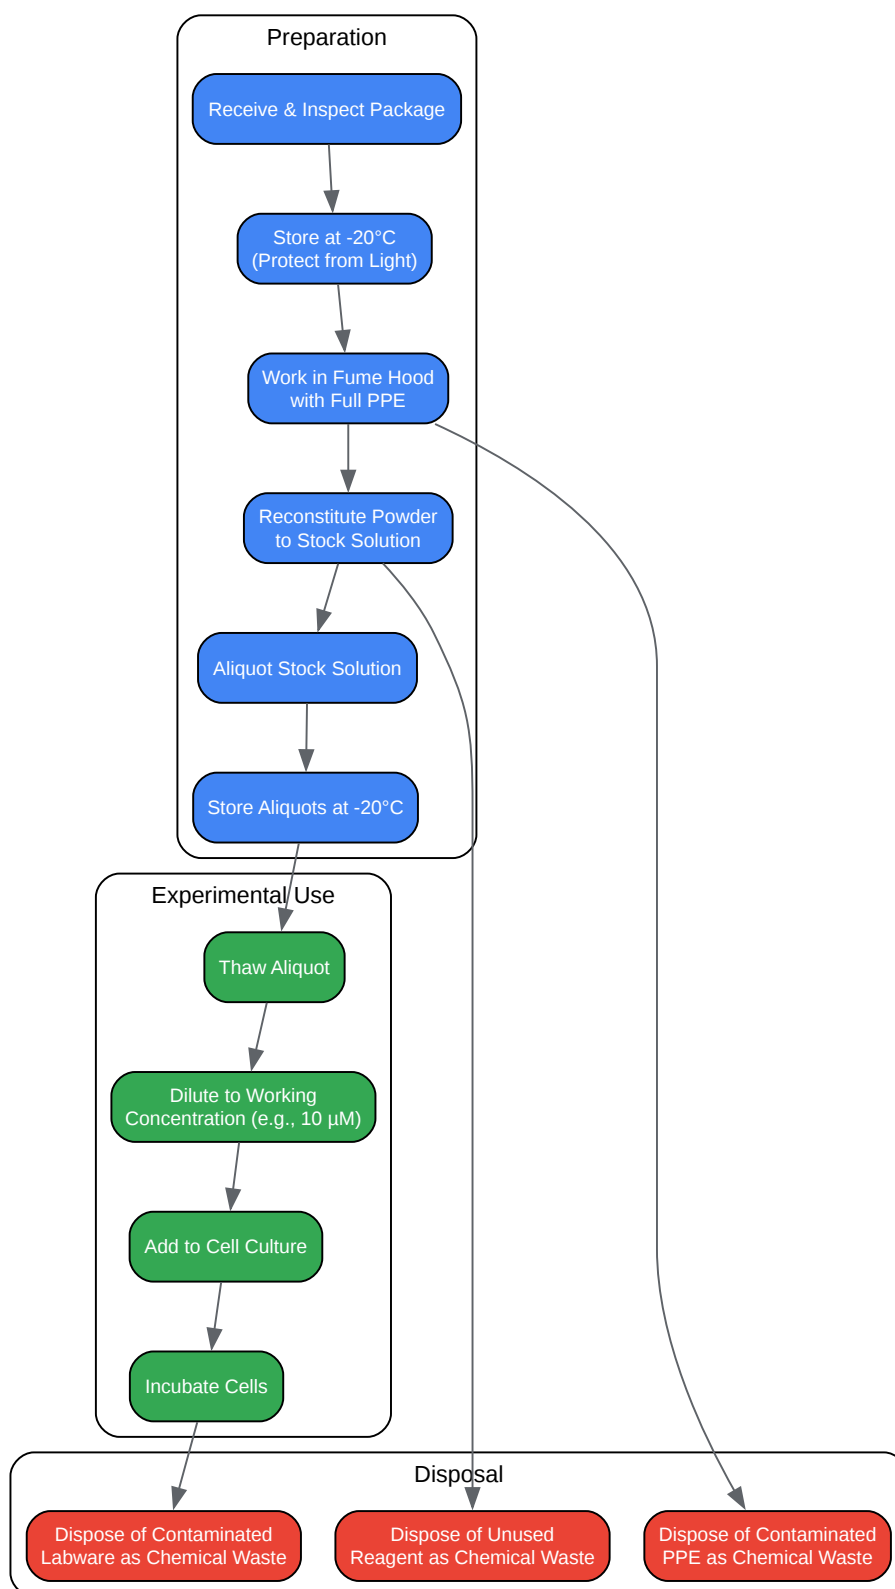 Preparation
Receive & Inspect Package
Store at -20°C
(Protect from Light)
Work in Fume Hood
with Full PPE
Reconstitute Powder
to Stock Solution
Aliquot Stock Solution
Store Aliquots at -20°C
Experimental Use
Thaw Aliquot
Dilute to Working
Concentration (e.g., 10 µM)
Add to Cell Culture
Incubate Cells
Disposal
Dispose of Contaminated
Labware as Chemical Waste
Dispose of Unused
Reagent as Chemical Waste
Dispose of Contaminated
PPE as Chemical Waste